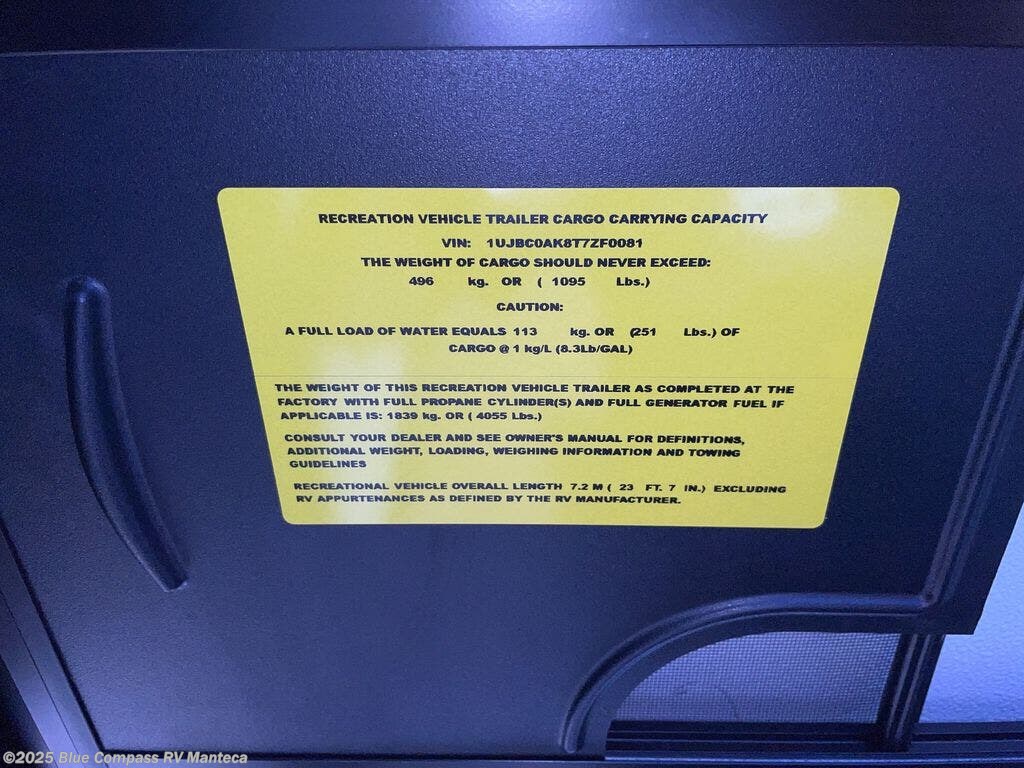 RECREATION VEHICLE TRAILER CARGO CARRYING CAPACITY
VIN: 1UJBC0AK8T7ZF0081
THE WEIGHT OF CARGO SHOULD NEVER EXCEED:
496 kg. OR ( 1095 Lbs.)
CAUTION:
A FULL LOAD OF WATER EQUALS 113 kg. OR (251 Lbs.) OF
CARGO @ 1 kg/L (8.3Lb/GAL)
THE WEIGHT OF THIS RECREATION VEHICLE TRAILER AS COMPLETED AT THE
FACTORY WITH FULL PROPANE CYLINDER(S) AND FULL GENERATOR FUEL IF
APPLICABLE IS: 1839 kg. OR ( 4055 Lbs.)
CONSULT YOUR DEALER AND SEE OWNER'S MANUAL FOR DEFINITIONS,
ADDITIONAL WEIGHT, LOADING, WEIGHING INFORMATION AND TOWING
GUIDELINES
RECREATIONAL VEHICLE OVERALL LENGTH 7.2 M ( 23 FT. 7 IN.) EXCLUDING
RV APPURTENANCES AS DEFINED BY THE RV MANUFACTURER.
©2025 Blue Compass RV Manteca